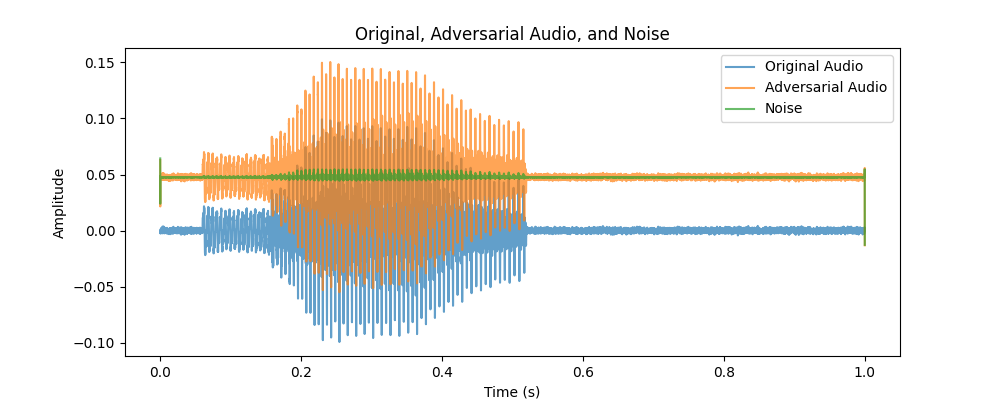 Original, Adversarial Audio, and Noise
Original Audio
Adversarial Audio
Noise
0.15
0.10
0.05
0.00
−0.05
−0.10
Amplitude
0.0
0.2
0.4
0.6
0.8
1.0
Time (s)